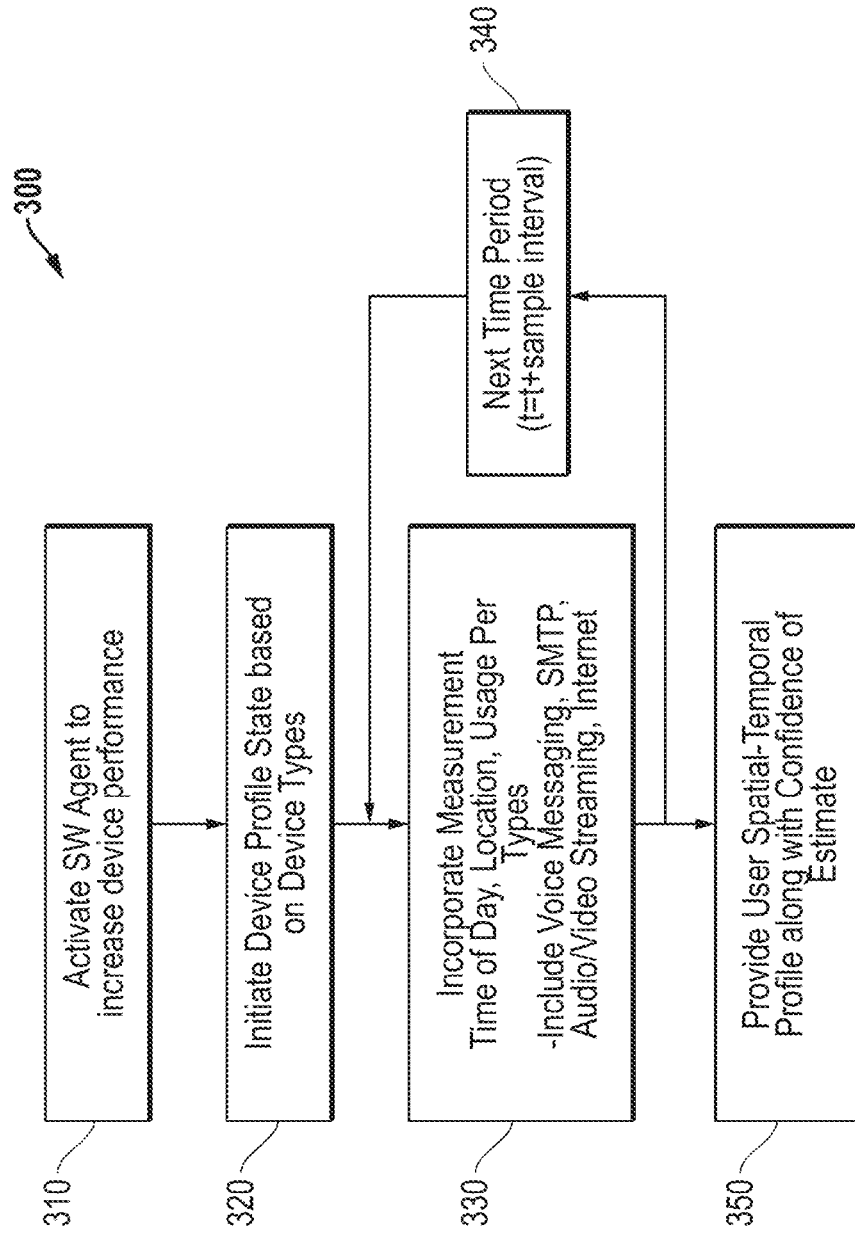 300
310
Activate SW Agent to
increase device performance
320
Initiate Device Profile State based
on Device Types
330
Incorporate Measurement
Time of Day, Location, Usage Per
Types
-Include Voice Messaging, SMTP,
Audio/Video Streaming, Internet
340
Next Time Period
(t=t+sample interval)
350
Provide User Spatial-Temporal
Profile along with Confidence of
Estimate